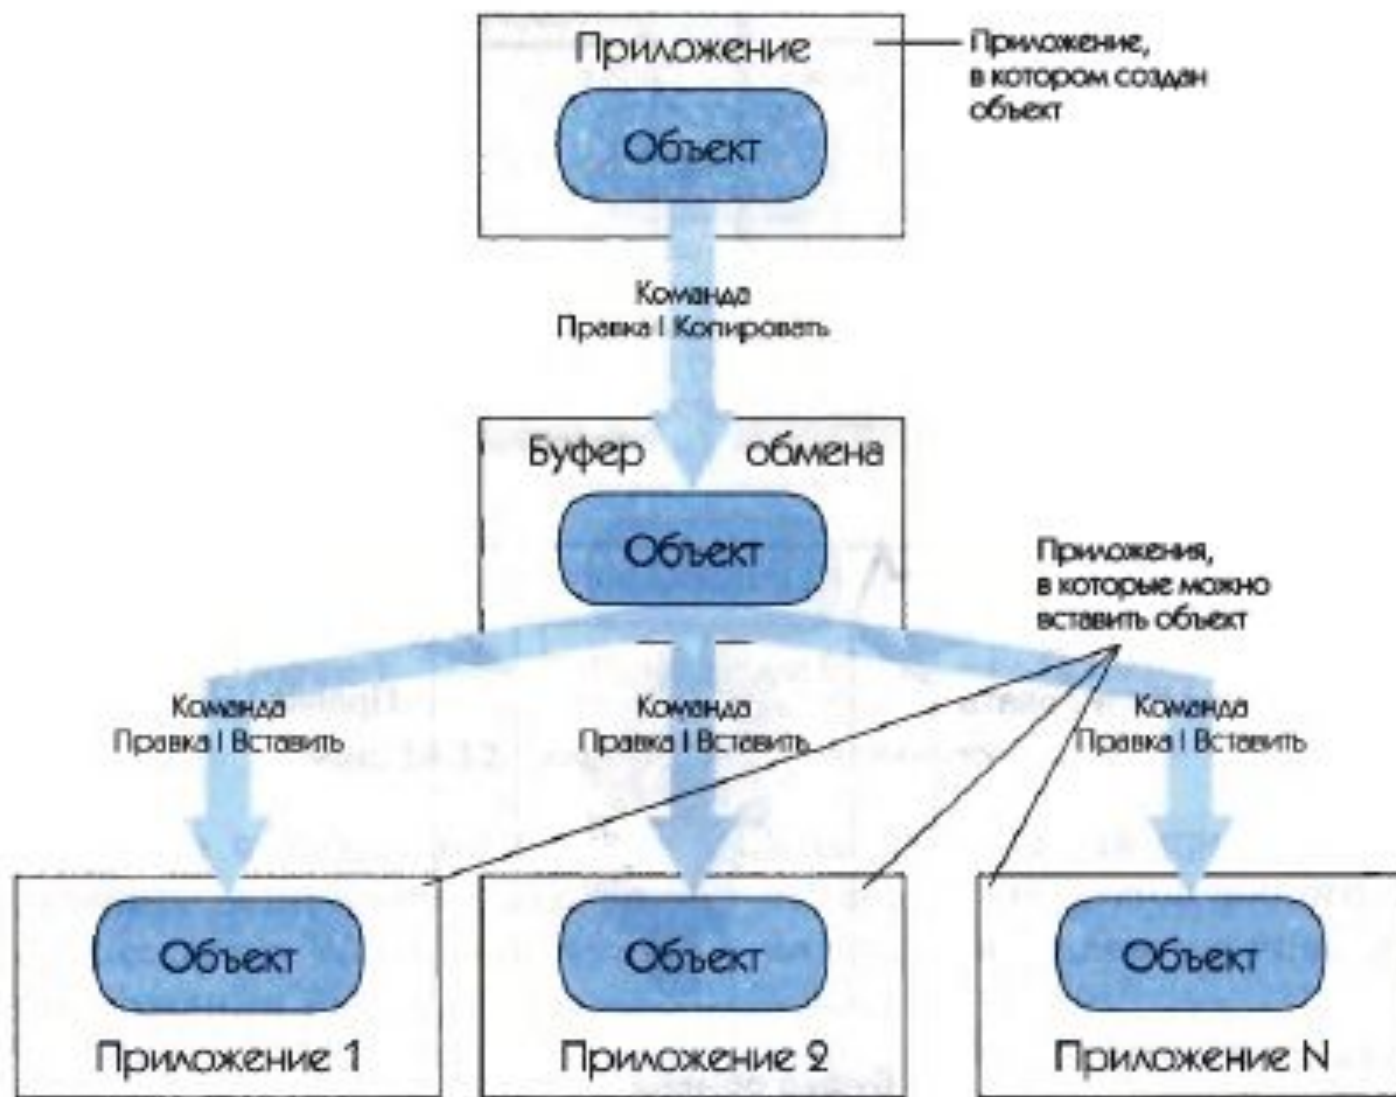 Приложение
Приложение,
в котором создан
объект
Объект
Команда
Правка | Копировать
Буфер обмена
Объект
Приложения,
в которые можно
вставить объект
Команда
Правка | Вставить
Команда
Правка | Вставить
Команда
Правка | Вставить
Объект
Объект
Объект
Приложение 1
Приложение 2
Приложение N